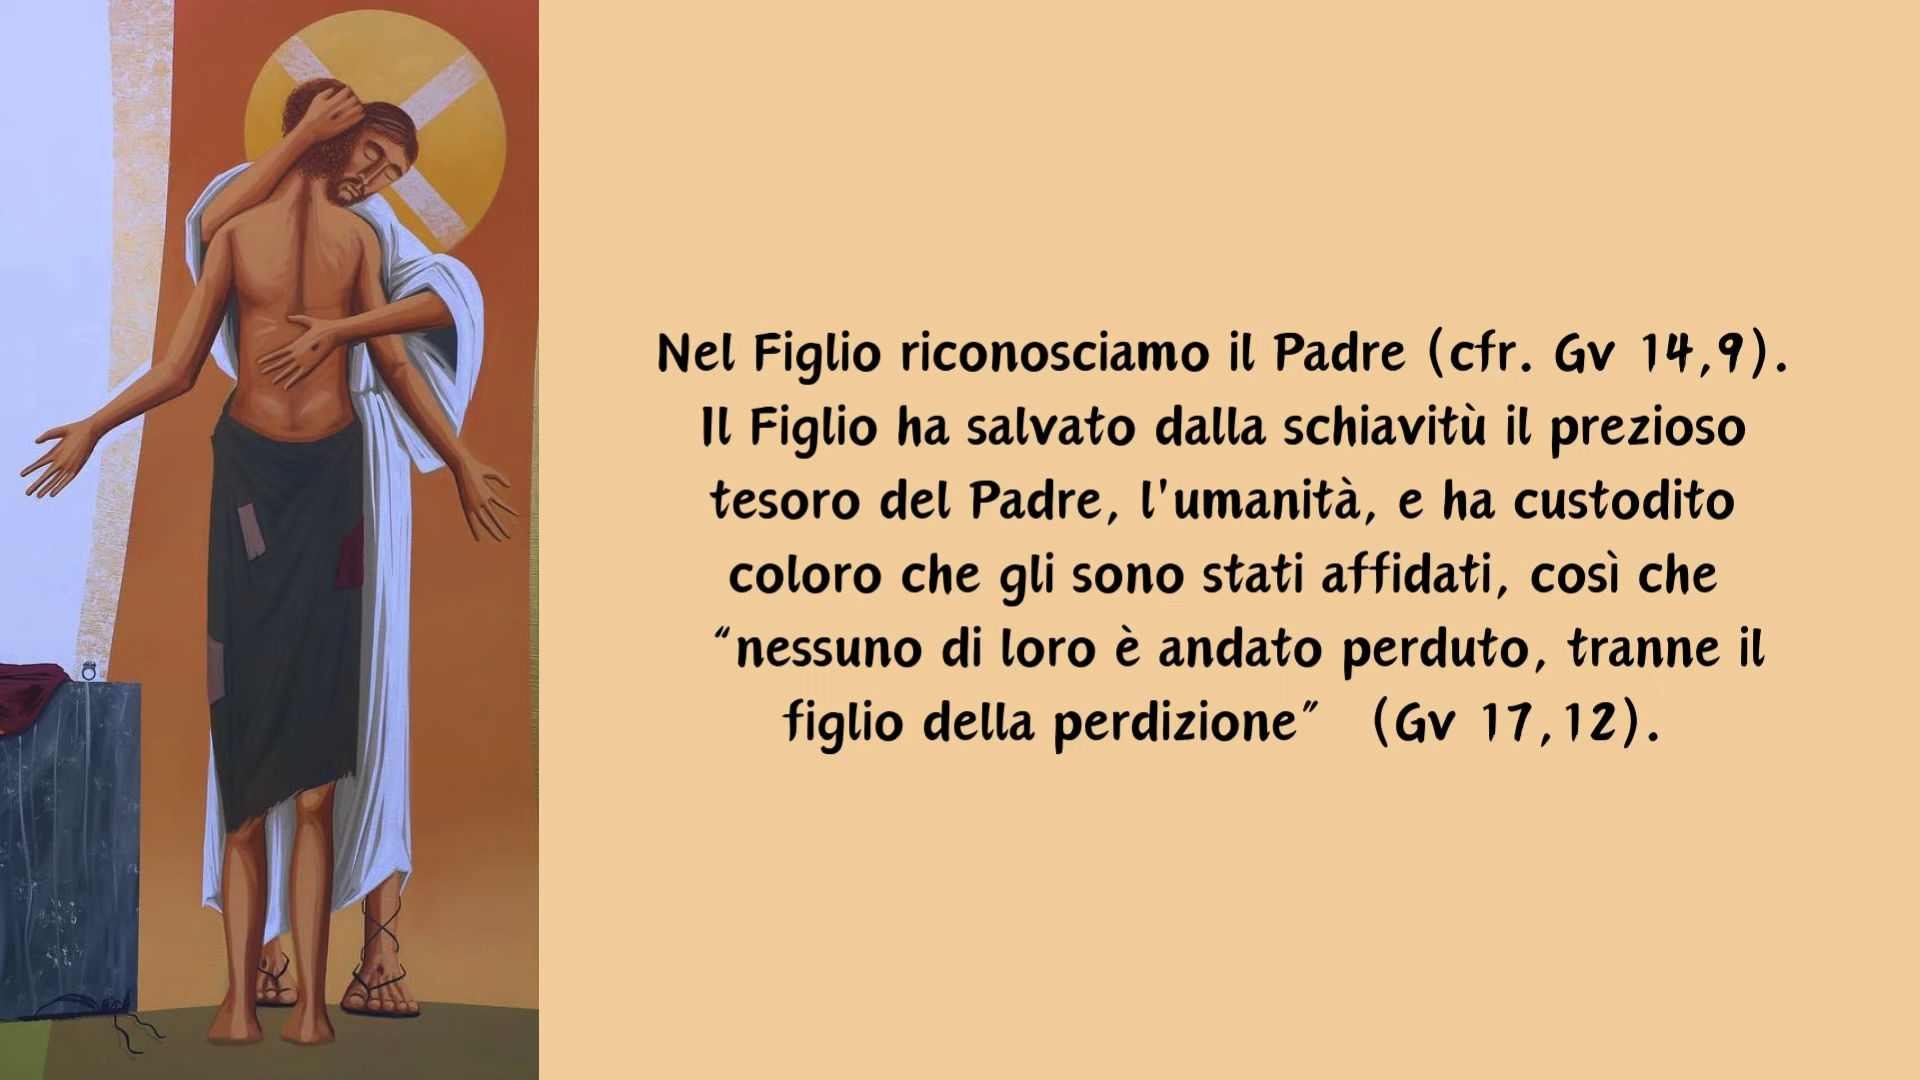 Nel Figlio riconosciamo il Padre (cfr. Gv 14,9).
Il Figlio ha salvato dalla schiavitù il prezioso
tesoro del Padre, l'umanità, e ha custodito
coloro che gli sono stati affidati, così che
“nessuno di loro è andato perduto, tranne il
figlio della perdizione” (Gv 17,12).